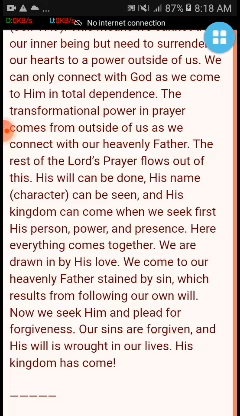 87% 8:18 AM
0:0KB/s U:0KB/s No internet connection
our inner being but need to surrender
our hearts to a power outside of us. We
can only connect with God as we come
to Him in total dependence. The
transformational power in prayer
comes from outside of us as we
connect with our heavenly Father. The
rest of the Lord's Prayer flows out of
this. His will can be done, His name
(character) can be seen, and His
kingdom can come when we seek first
His person, power, and presence. Here
everything comes together. We are
drawn in by His love. We come to our
heavenly Father stained by sin, which
results from following our own will.
Now we seek Him and plead for
forgiveness. Our sins are forgiven, and
His will is wrought in our lives. His
kingdom has come!
_____